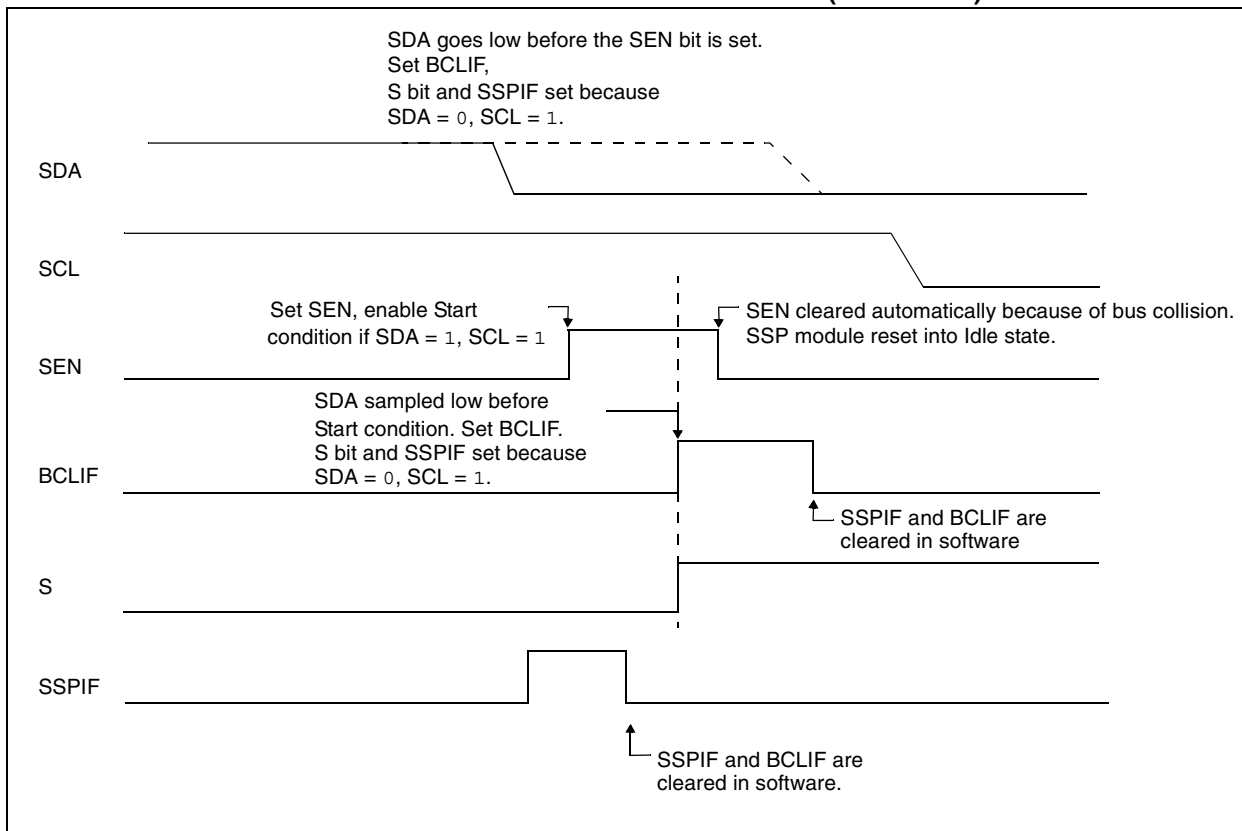 SDA goes low before the SEN bit is set.
Set BCLIF,
S bit and SSPIF set because
SDA = 0, SCL = 1.
SDA
SCL
Set SEN, enable Start
condition if SDA = 1, SCL = 1
SEN cleared automatically because of bus collision.
SSP module reset into Idle state.
SEN
SDA sampled low before
Start condition. Set BCLIF.
S bit and SSPIF set because
SDA = 0, SCL = 1.
BCLIF
SSPIF and BCLIF are
cleared in software
S
SSPIF
SSPIF and BCLIF are
cleared in software.